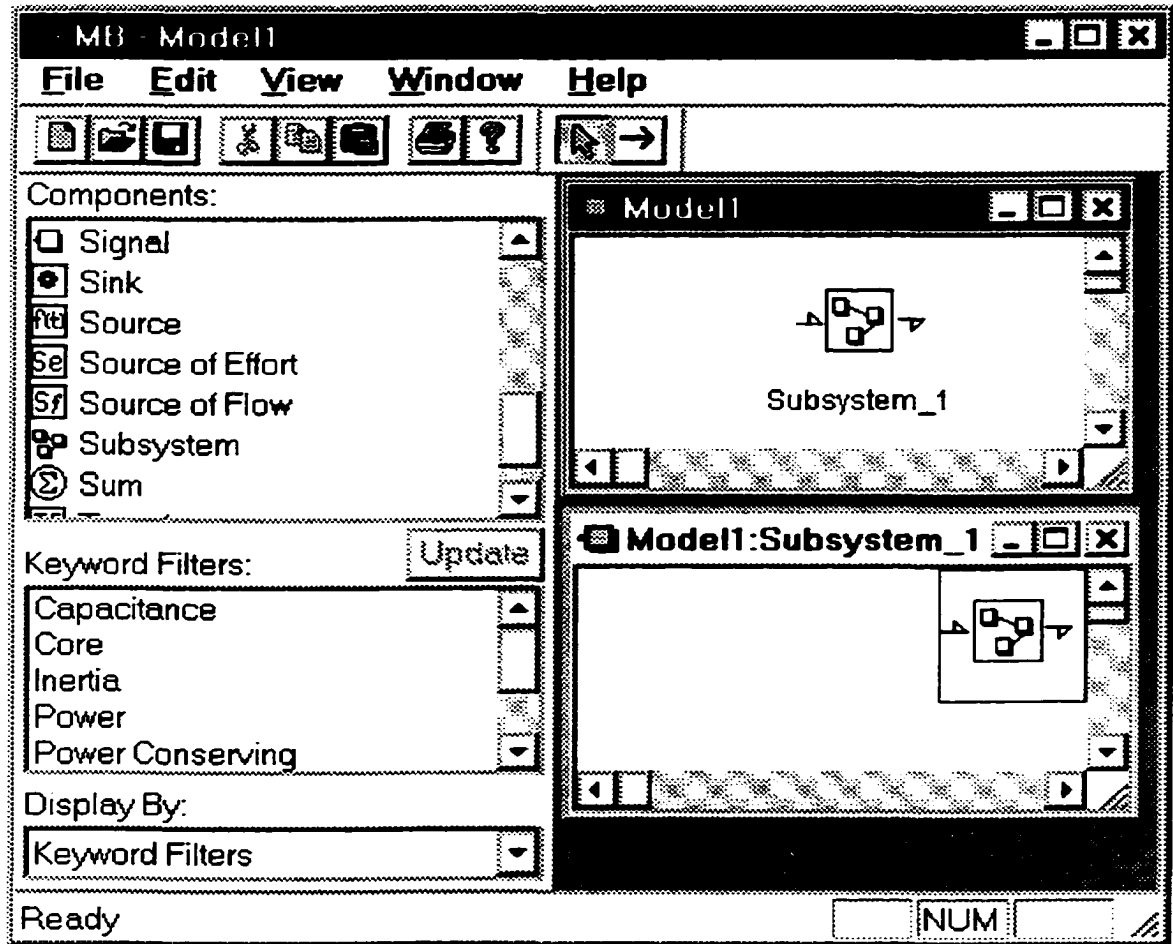 MB - Model1
File Edit View Window Help
Components:
Signal
Sink
f(t) Source
Se Source of Effort
Sf Source of Flow
Subsystem
Σ Sum
Keyword Filters:
Update
Capacitance
Core
Inertia
Power
Power Conserving
Display By:
Keyword Filters
Model1
Subsystem_1
Model1:Subsystem_1
Ready
NUM